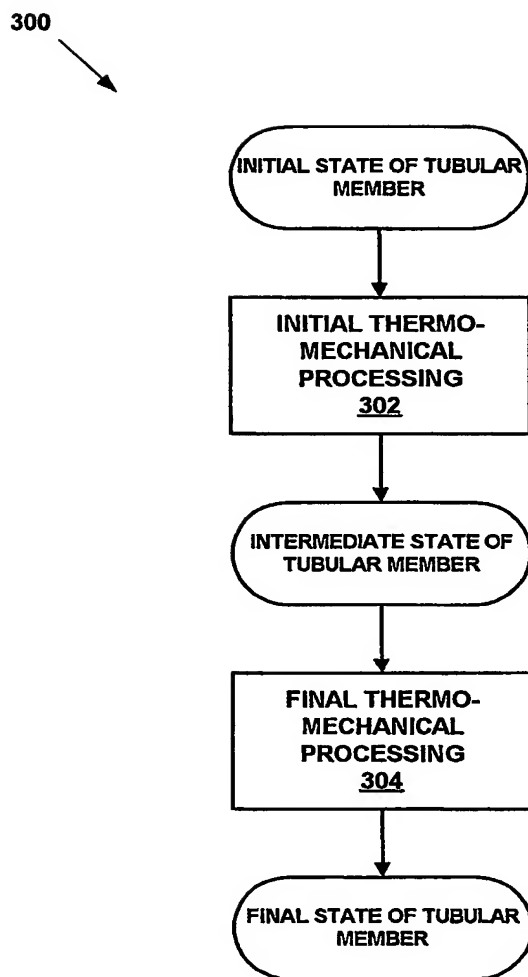 300
INITIAL STATE OF TUBULAR
MEMBER
INITIAL THERMO-
MECHANICAL
PROCESSING
302
INTERMEDIATE STATE OF
TUBULAR MEMBER
FINAL THERMO-
MECHANICAL
PROCESSING
304
FINAL STATE OF TUBULAR
MEMBER